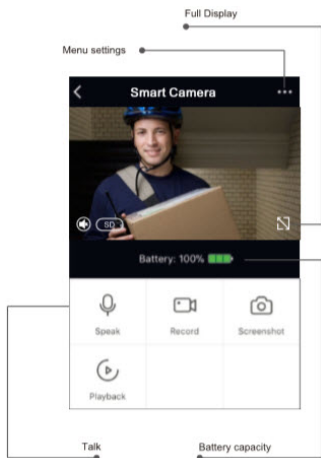 Full Display
Menu settings
Smart Camera
SD
Battery: 100%
Speak Record Screenshot
Playback
Talk Battery capacity